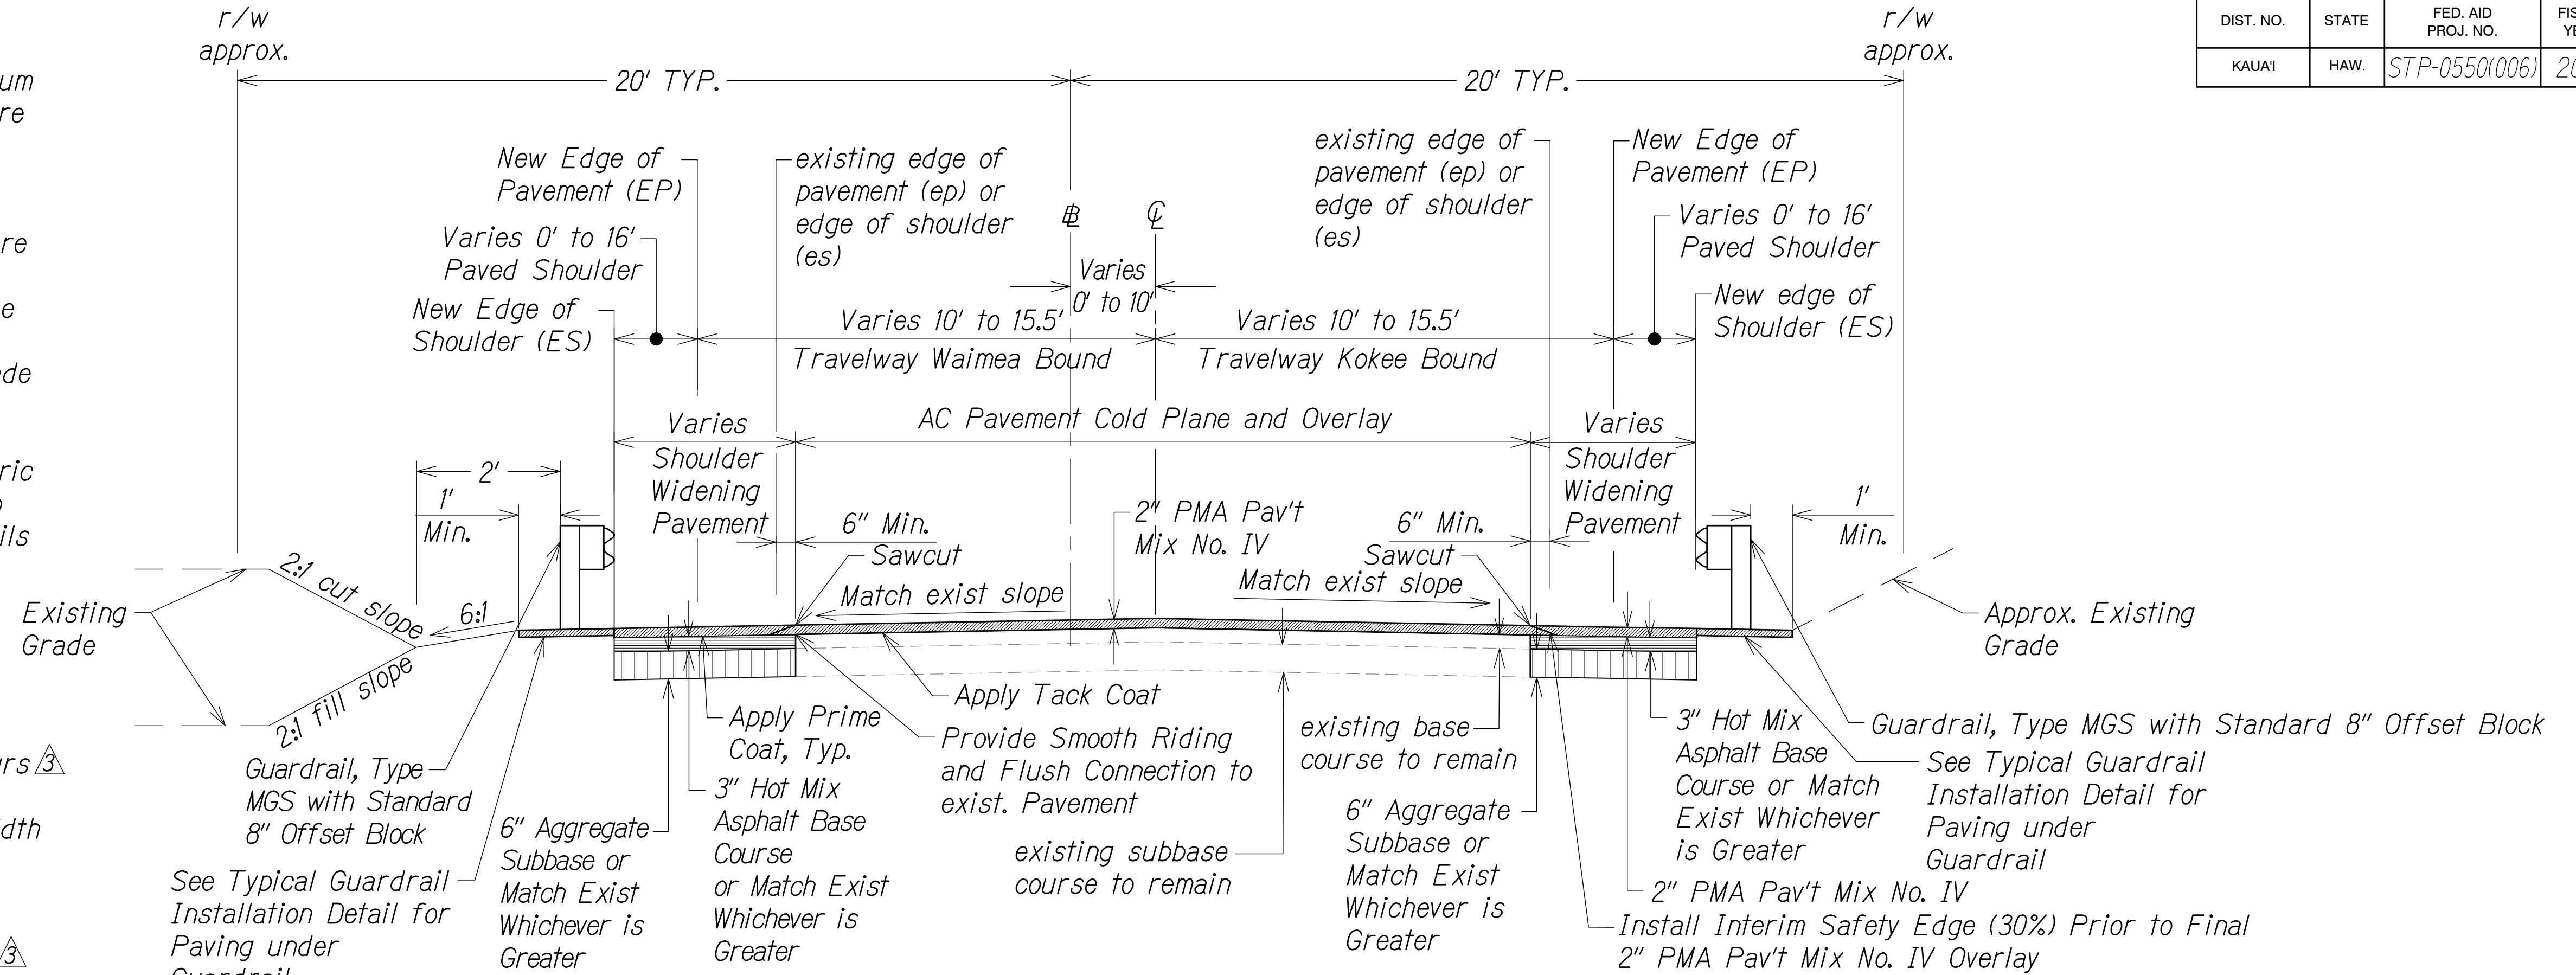 r/w
approx.
r/w
approx.
DIST. NO.
STATE
FED. AID
PROJ. NO.
KAUA'I
HAW.
STP-0550(006)
20' TYP.
20' TYP.
New Edge of
Pavement (EP)
existing edge of
pavement (ep) or
edge of shoulder
(es)
existing edge of
pavement (ep) or
edge of shoulder
(es)
New Edge of
Pavement (EP)
Varies 0' to 16'
Paved Shoulder
Varies 0' to 16'
Paved Shoulder
New Edge of
Shoulder (ES)
New edge of
Shoulder (ES)
Varies
0' to 10'
Varies 10' to 15.5'
Travelway Waimea Bound
Varies 10' to 15.5'
Travelway Kokee Bound
AC Pavement Cold Plane and Overlay
Varies
Shoulder
Widening
Pavement
Varies
Shoulder
Widening
Pavement
2'
1'
Min.
6" Min.
Sawcut
2" PMA Pav't
Mix No. IV
6" Min.
Sawcut
1'
Min.
Match exist slope
Match exist slope
Existing
Grade
2:1 cut slope
6:1
2:1 fill slope
Approx. Existing
Grade
Guardrail, Type
MGS with Standard
8" Offset Block
See Typical Guardrail
Installation Detail for
Paving under
Guardrail
6" Aggregate
Subbase or
Match Exist
Whichever is
Greater
Apply Prime
Coat, Typ.
3" Hot Mix
Asphalt Base
Course
or Match Exist
Whichever is
Greater
Apply Tack Coat
Provide Smooth Riding
and Flush Connection to
exist. Pavement
existing subbase
course to remain
existing base
course to remain
6" Aggregate
Subbase or
Match Exist
Whichever is
Greater
3" Hot Mix
Asphalt Base
Course or Match
Exist Whichever
is Greater
Guardrail, Type MGS with Standard 8" Offset Block
See Typical Guardrail
Installation Detail for
Paving under
Guardrail
2" PMA Pav't Mix No. IV
Install Interim Safety Edge (30%) Prior to Final
2" PMA Pav't Mix No. IV Overlay
3
3